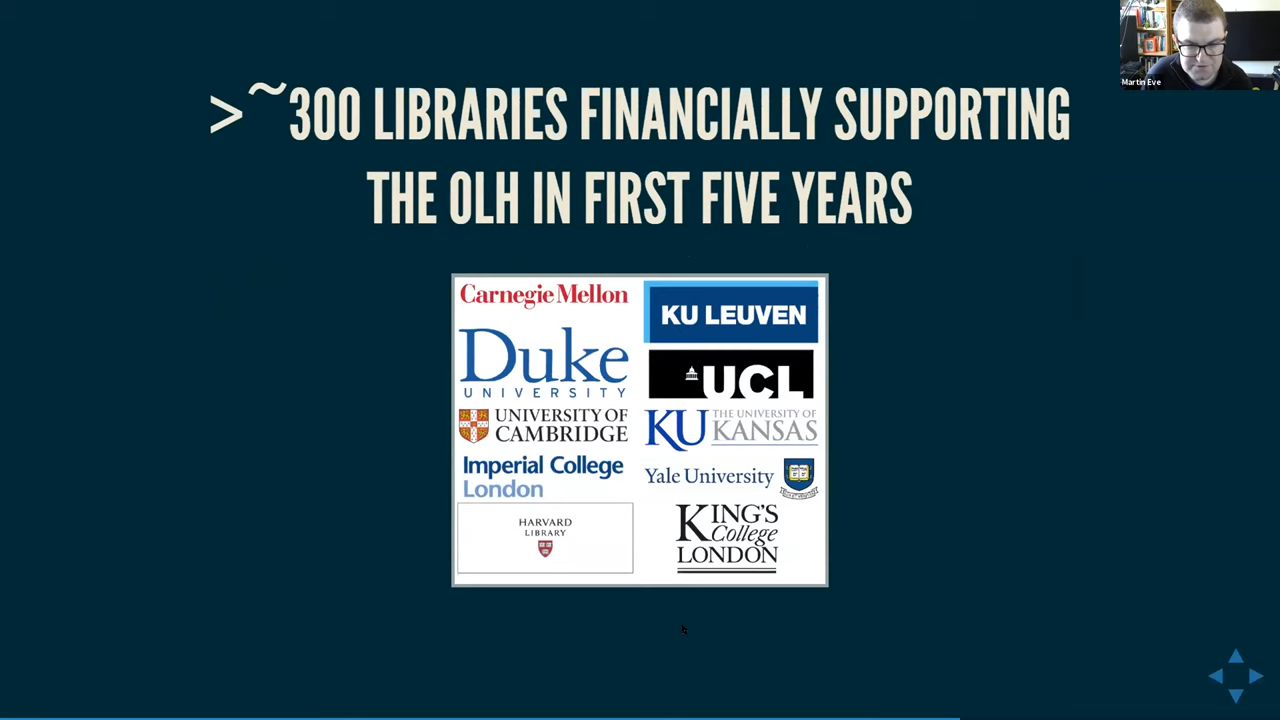 >~300 LIBRARIES FINANCIALLY SUPPORTING
THE OLH IN FIRST FIVE YEARS
Martin Eve
Carnegie Mellon
Duke
UNIVERSITY
UNIVERSITY OF
CAMBRIDGE
Imperial College
London
HARVARD
LIBRARY
KU LEUVEN
UCL
KU THE UNIVERSITY OF
KANSAS
Yale University
KING'S
College
LONDON